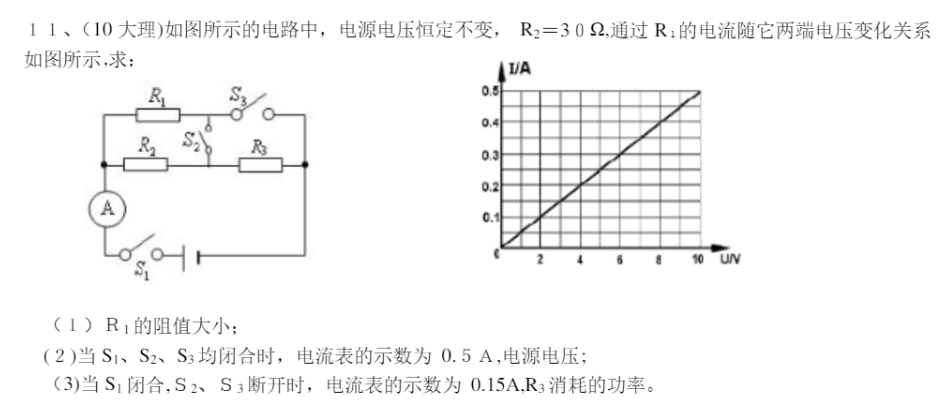 11、(10 大理)如图所示的电路中，电源电压恒定不变， R₂=30Ω,通过 R₁的电流随它两端电压变化关系
如图所示,求：
R₁
S₃
R₂
S₂
R₃
A
S₁
I/A
0.5
0.4
0.3
0.2
0.1
0
2 4 6 8 10 U/V
（1）R₁的阻值大小；
(2)当 S₁、S₂、S₃均闭合时，电流表的示数为 0.5 A,电源电压；
（3)当 S₁闭合,S₂、S₃断开时，电流表的示数为 0.15A,R₃消耗的功率。